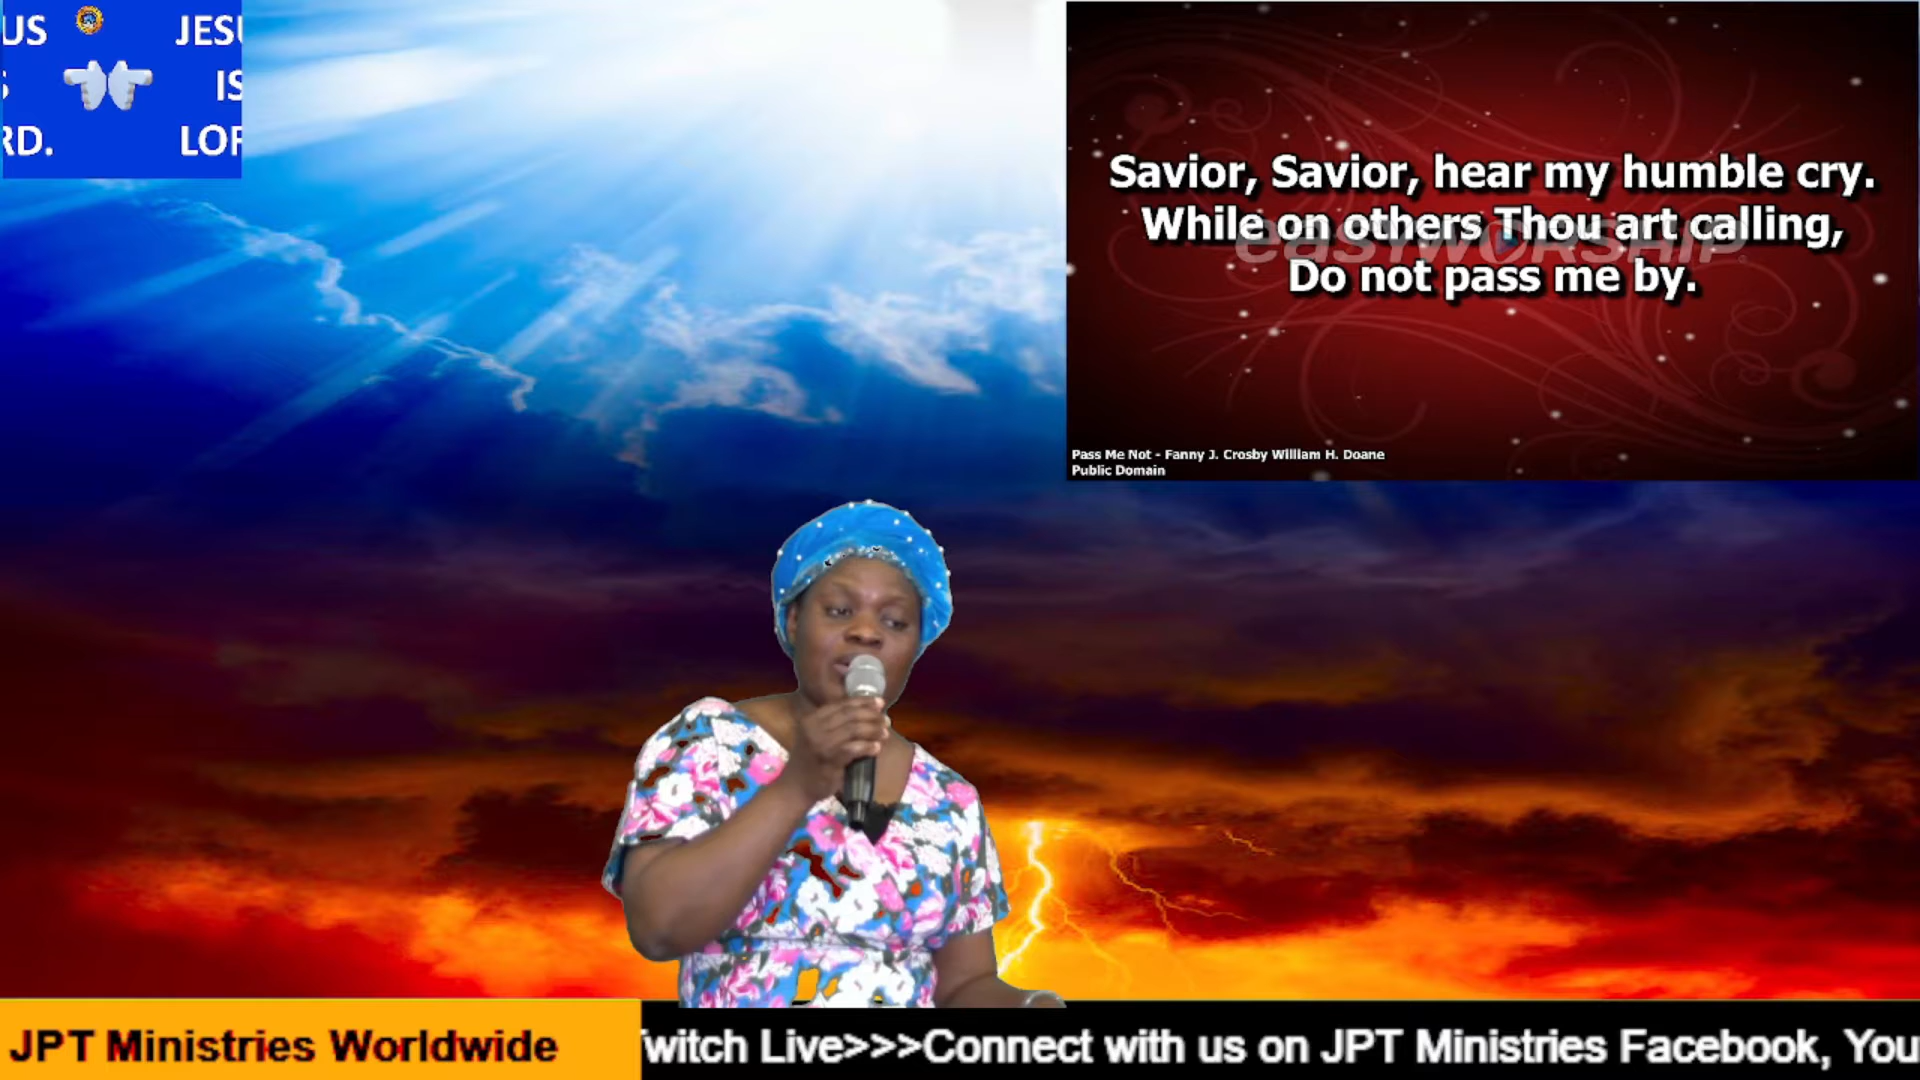 US JESU
IS
RD. LOR
Savior, Savior, hear my humble cry.
While on others Thou art calling,
Do not pass me by.
easyworship
Pass Me Not - Fanny J. Crosby William H. Doane
Public Domain
JPT Ministries Worldwide
Twitch Live>>>Connect with us on JPT Ministries Facebook, You